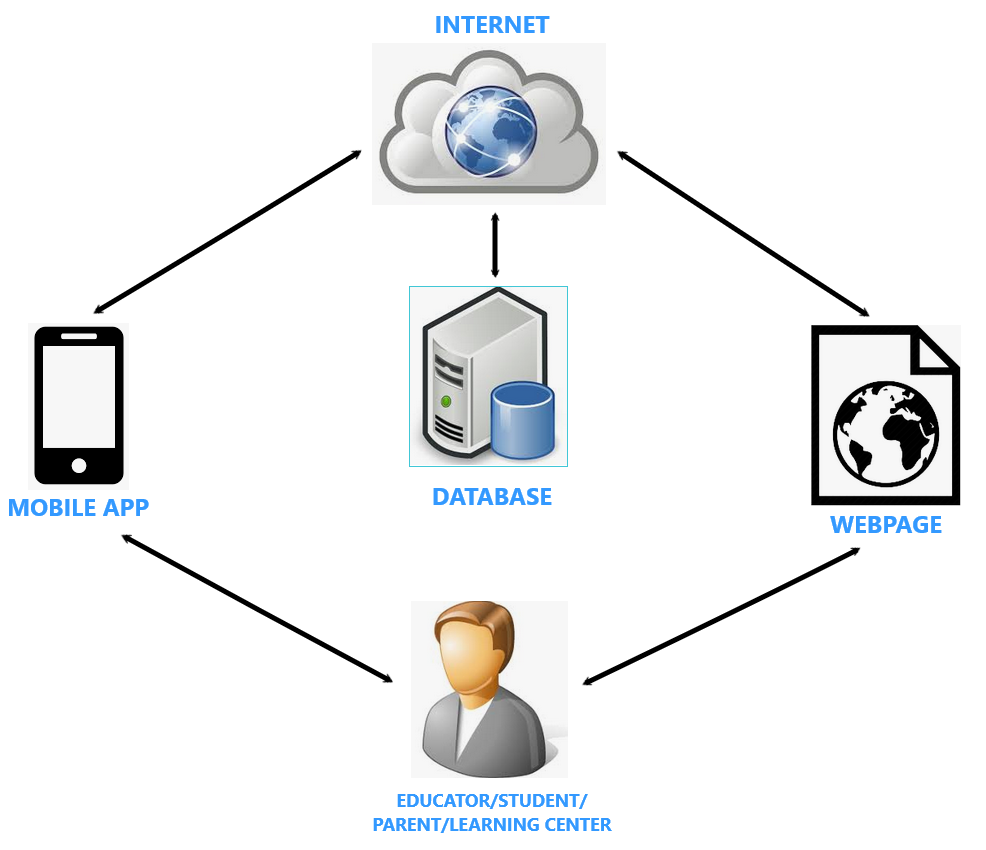 INTERNET
MOBILE APP
DATABASE
WEBPAGE
EDUCATOR/STUDENT/
PARENT/LEARNING CENTER